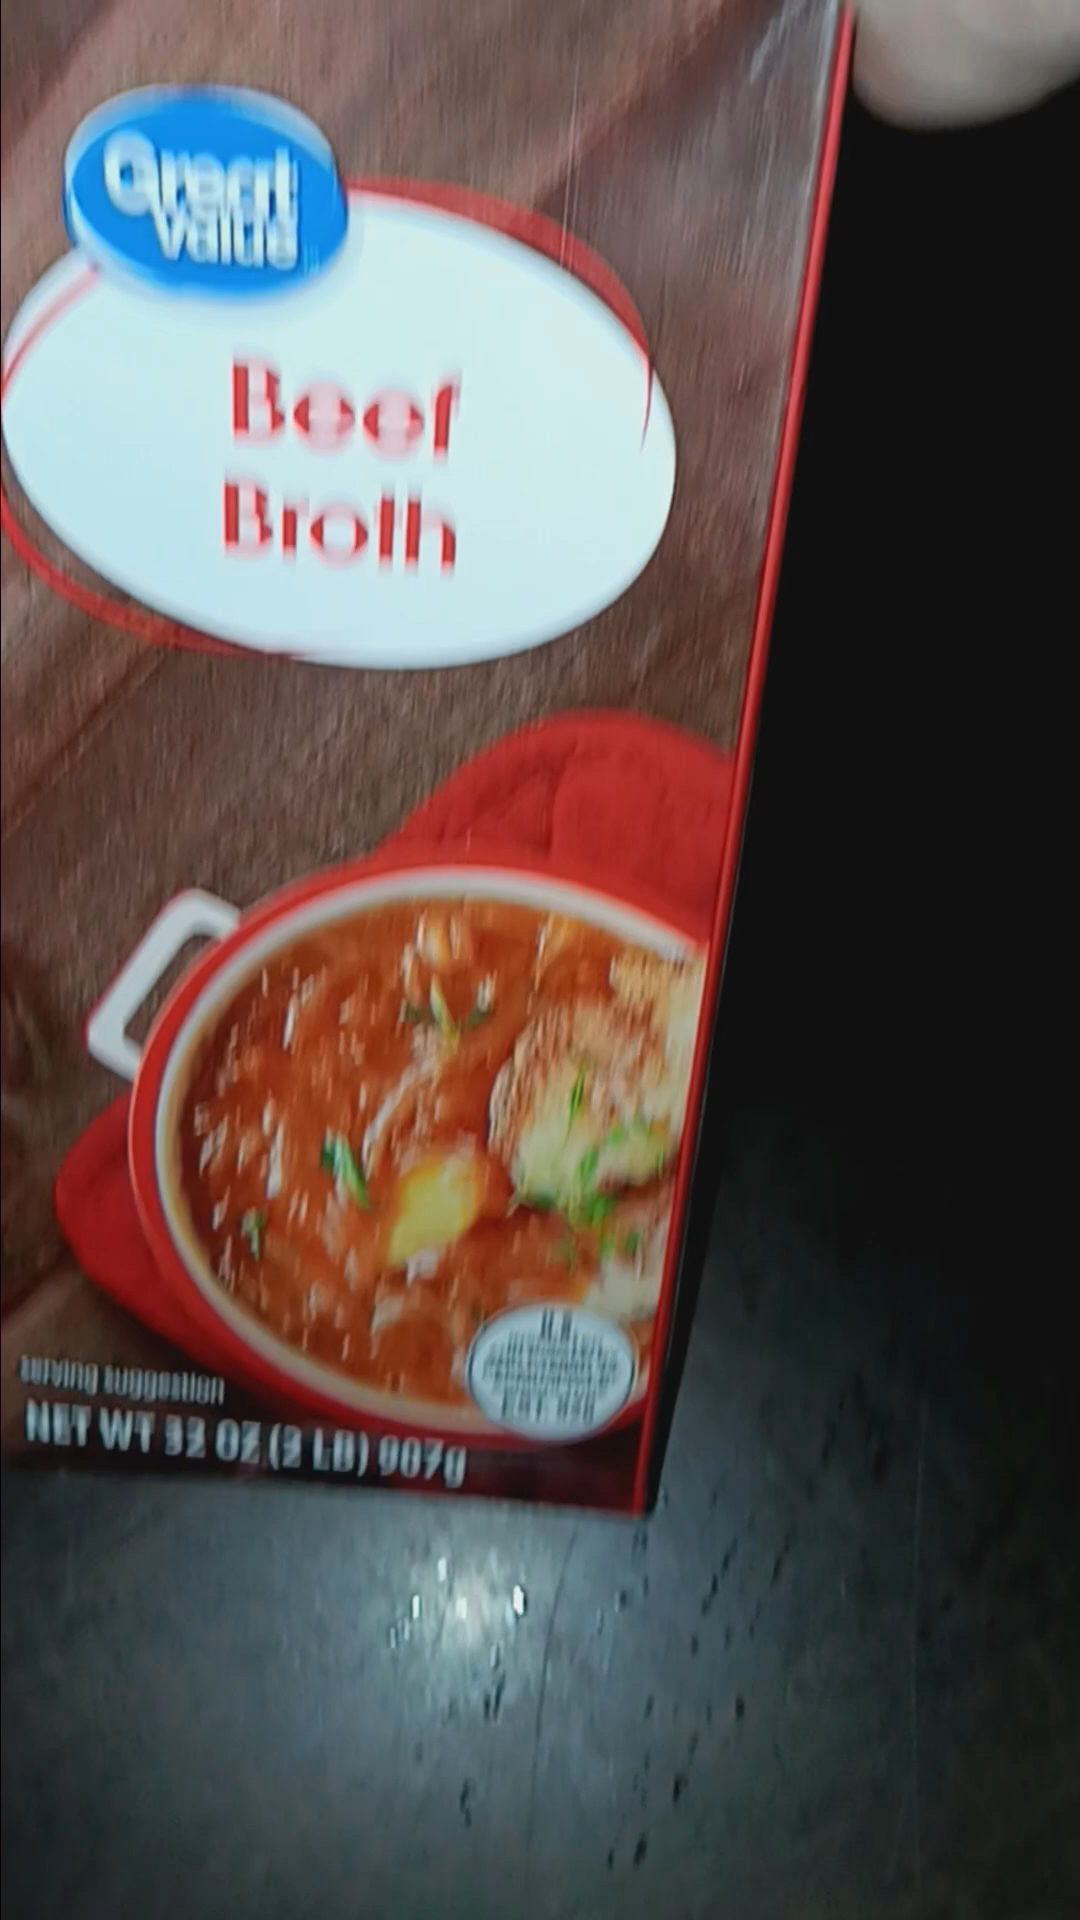 Great
Value
Beef
Broth
serving suggestion
NET WT 32 OZ (2 LB) 907g